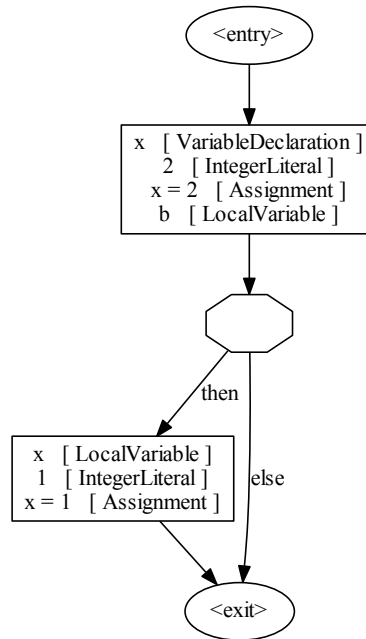 <entry>
x [ VariableDeclaration ]
2 [ IntegerLiteral ]
x = 2 [ Assignment ]
b [ LocalVariable ]
then
x [ LocalVariable ]
1 [ IntegerLiteral ]
x = 1 [ Assignment ]
else
<exit>